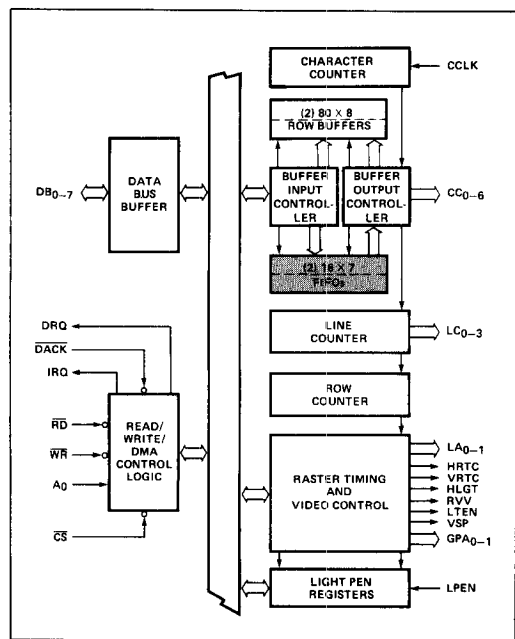 CHARACTER
COUNTER
CCLK
(2) 80 X 8
ROW BUFFERS
DB0–7
DATA
BUS
BUFFER
BUFFER
INPUT
CONTROL-
LER
BUFFER
OUTPUT
CONTROL-
LER
CC0–6
(2) 16 X 7
FIFOs
DRQ
DACK
IRQ
RD
WR
A0
CS
READ/
WRITE/
DMA
CONTROL
LOGIC
LINE
COUNTER
LC0–3
ROW
COUNTER
RASTER TIMING
AND
VIDEO CONTROL
LA0–1
HRTC
VRTC
HLGT
RVV
LTEN
VSP
GPA0–1
LIGHT PEN
REGISTERS
LPEN